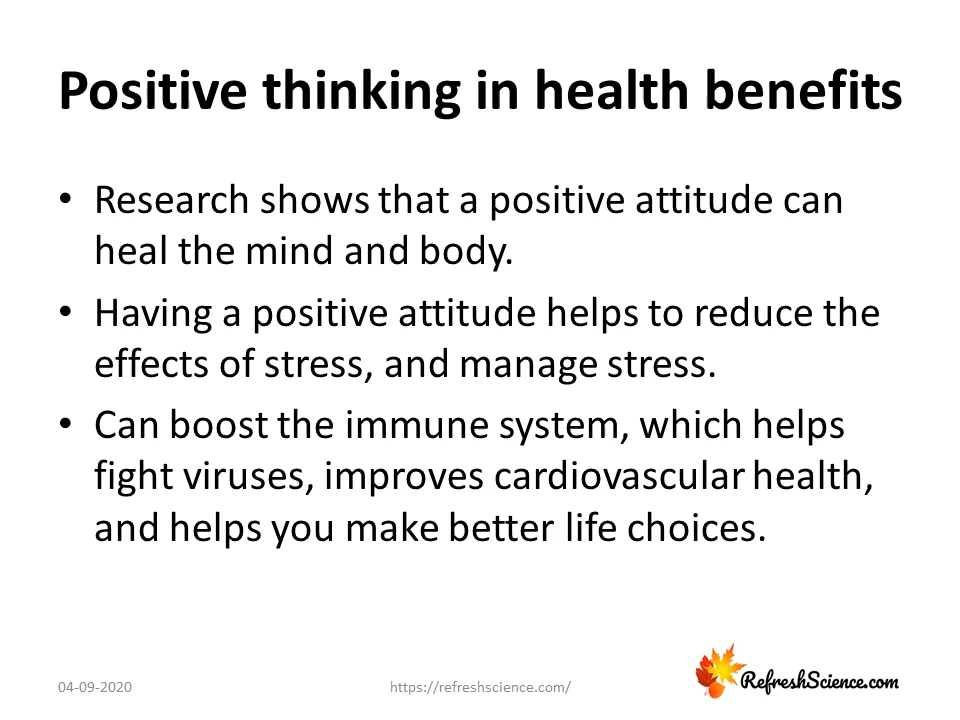 Positive thinking in health benefits
• Research shows that a positive attitude can
heal the mind and body.
• Having a positive attitude helps to reduce the
effects of stress, and manage stress.
• Can boost the immune system, which helps
fight viruses, improves cardiovascular health,
and helps you make better life choices.
04-09-2020
https://refreshscience.com/
RefreshScience.com